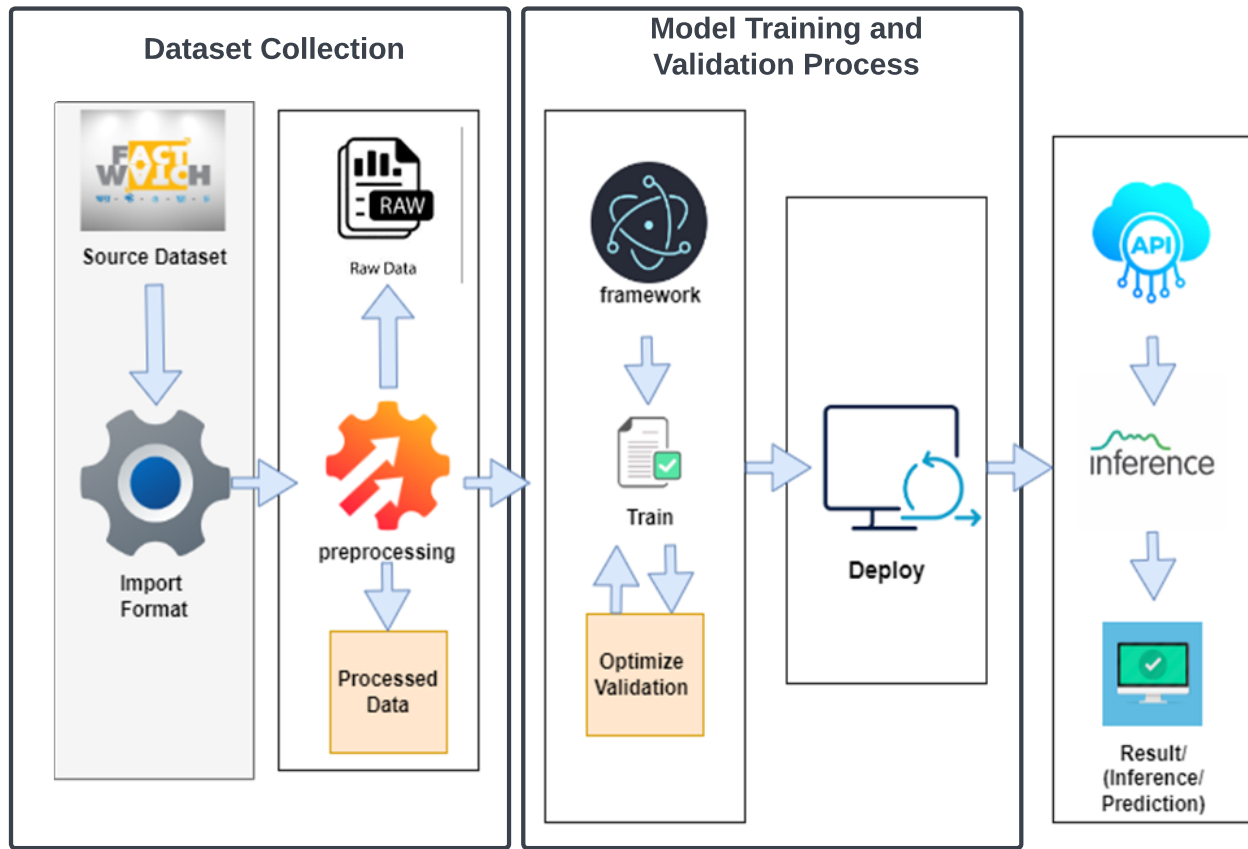 Dataset Collection
FACT
WATCH
Source Dataset
Import
Format
RAW
Raw Data
preprocessing
Processed
Data
Model Training and
Validation Process
framework
Train
Optimize
Validation
Deploy
API
inference
Result/
(Inference/
Prediction)